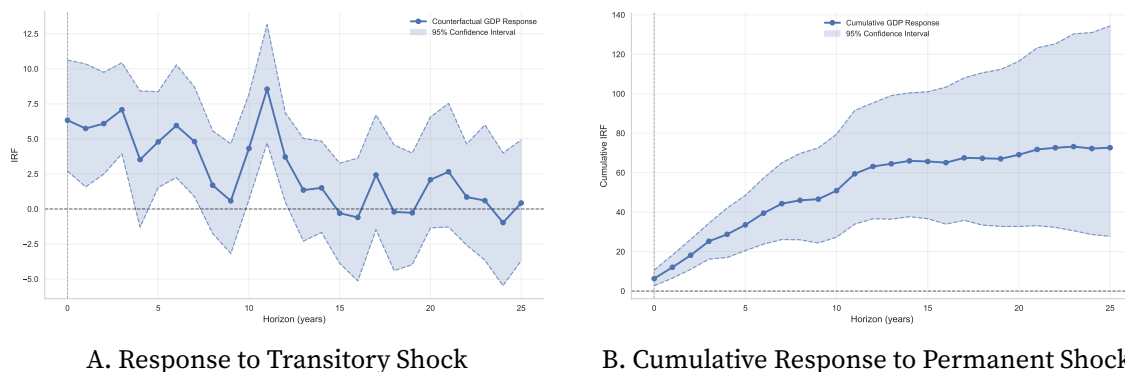 Counterfactual GDP Response
95% Confidence Interval
12.5
10.0
7.5
5.0
2.5
0.0
−2.5
−5.0
IRF
0
5
10
15
20
25
Horizon (years)
A. Response to Transitory Shock
Cumulative GDP Response
95% Confidence Interval
140
120
100
80
60
40
20
0
Cumulative IRF
0
5
10
15
20
25
Horizon (years)
B. Cumulative Response to Permanent Shock